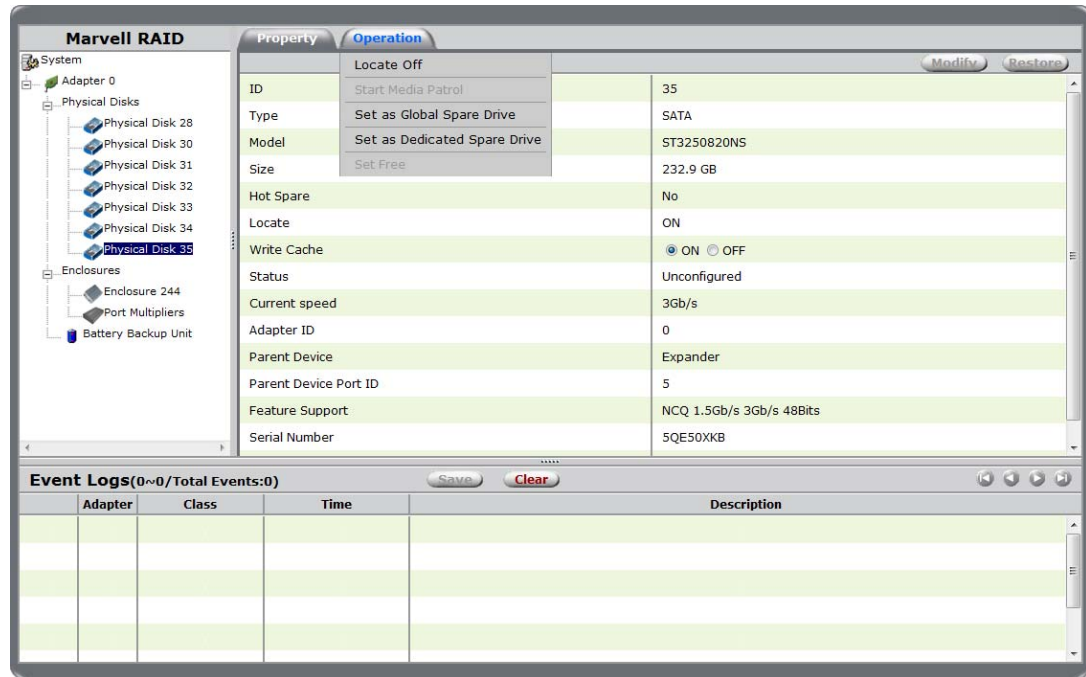 Marvell RAID
Property
Operation
System
Adapter 0
Physical Disks
Physical Disk 28
Physical Disk 30
Physical Disk 31
Physical Disk 32
Physical Disk 33
Physical Disk 34
Physical Disk 35
Enclosures
Enclosure 244
Port Multipliers
Battery Backup Unit
Locate Off
Start Media Patrol
Set as Global Spare Drive
Set as Dedicated Spare Drive
Set Free
Modify Restore
ID 35
Type SATA
Model ST3250820NS
Size 232.9 GB
Hot Spare No
Locate ON
Write Cache ON OFF
Status Unconfigured
Current speed 3Gb/s
Adapter ID 0
Parent Device Expander
Parent Device Port ID 5
Feature Support NCQ 1.5Gb/s 3Gb/s 48Bits
Serial Number 5QE50XKB
Event Logs(0~0/Total Events:0) Save Clear
Adapter Class Time Description